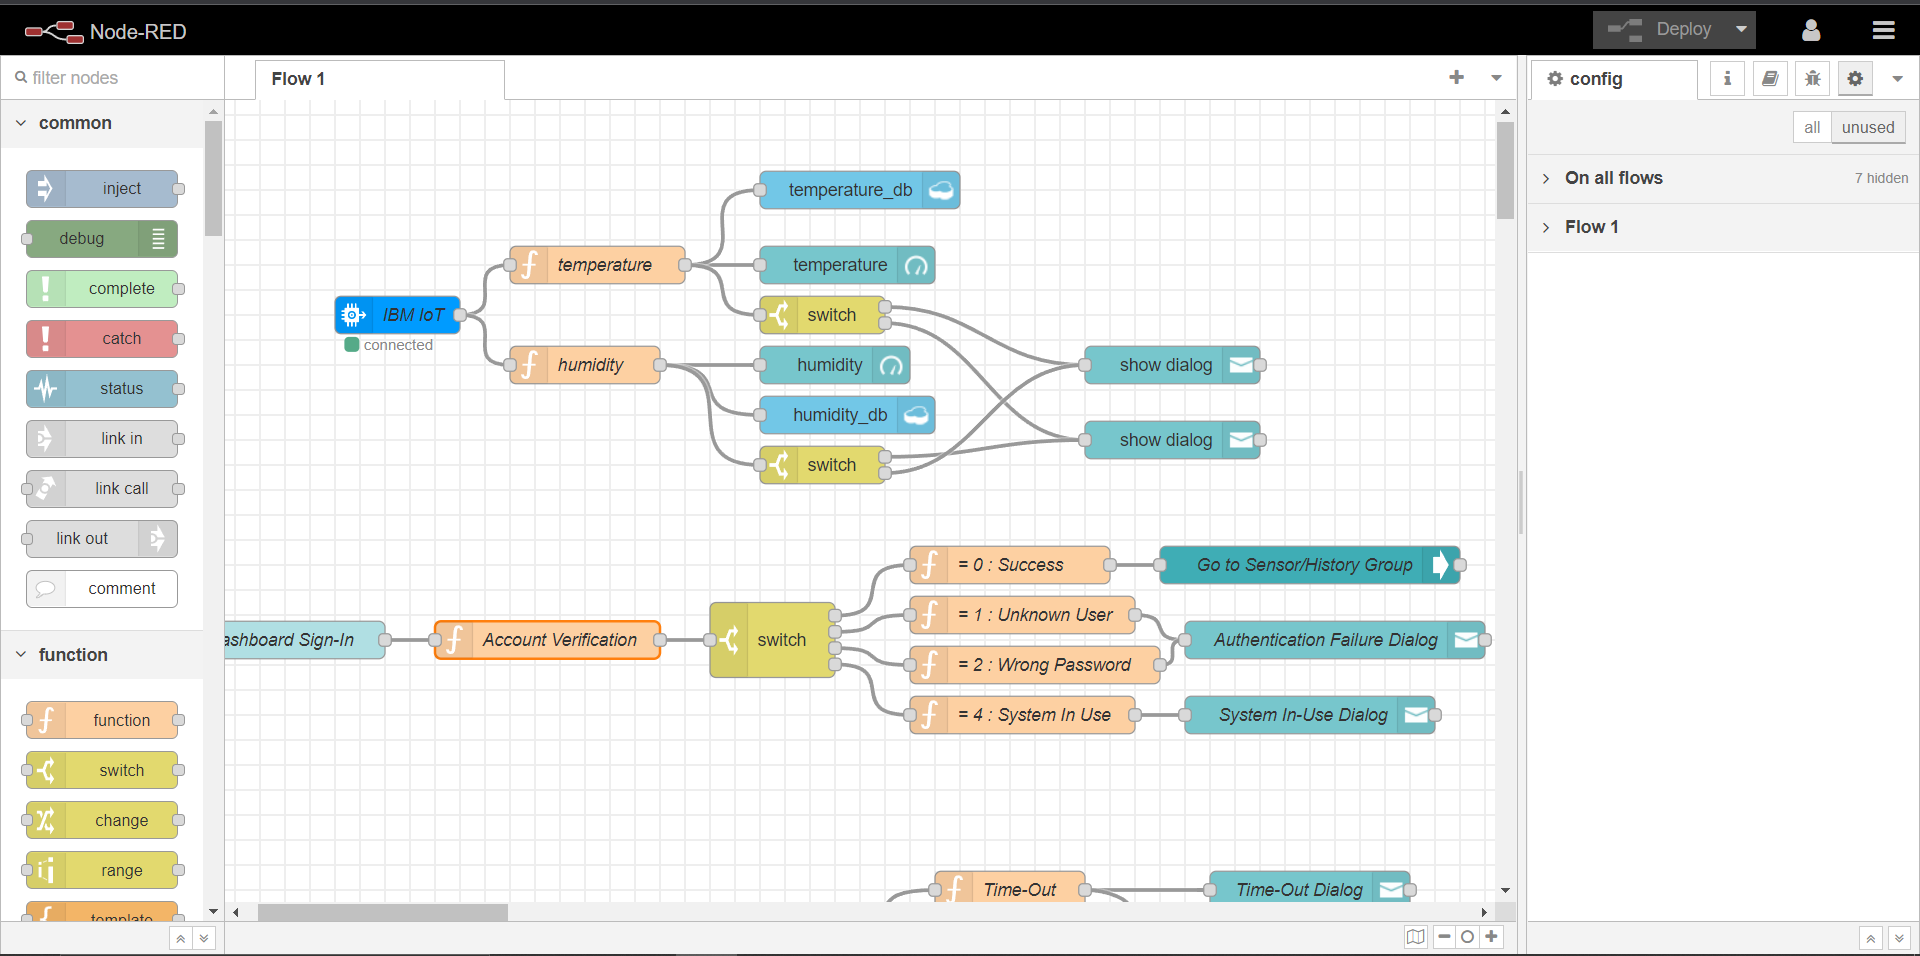 Node-RED
Deploy
filter nodes
Flow 1
config
all
unused
On all flows
7 hidden
Flow 1
common
inject
debug
complete
catch
status
link in
link call
link out
comment
function
function
switch
change
range
template
temperature_db
temperature
temperature
IBM IoT
connected
switch
humidity
humidity
show dialog
humidity_db
show dialog
switch
= 0 : Success
Go to Sensor/History Group
= 1 : Unknown User
ashboard Sign-In
Account Verification
switch
Authentication Failure Dialog
= 2 : Wrong Password
= 4 : System In Use
System In-Use Dialog
Time-Out
Time-Out Dialog